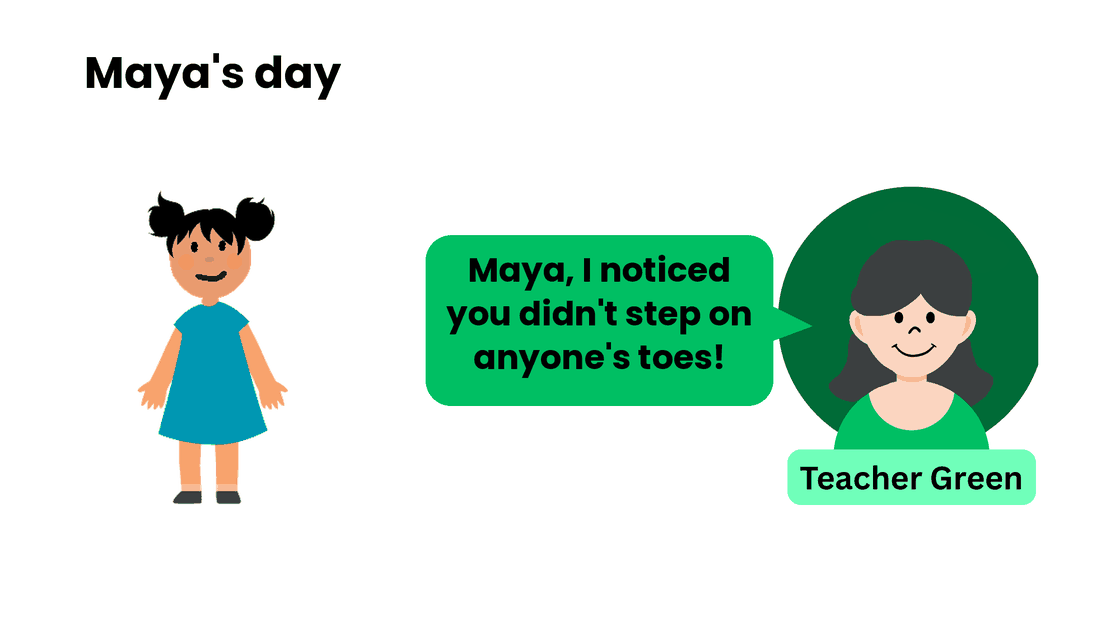 Maya's day
Maya, I noticed
you didn't step on
anyone's toes!
Teacher Green